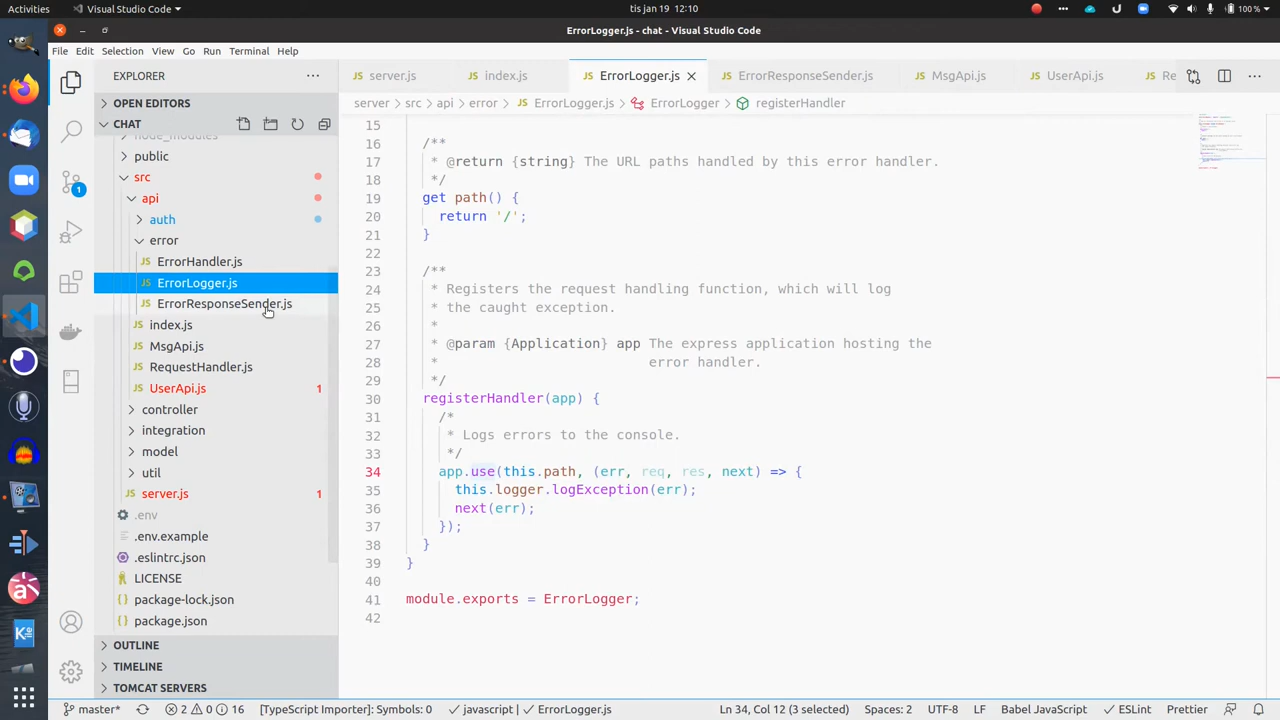 Activities
Visual Studio Code
tis jan 19 12:10
100 %
ErrorLogger.js - chat - Visual Studio Code
File Edit Selection View Go Run Terminal Help
EXPLORER
server.js
index.js
ErrorLogger.js
ErrorResponseSender.js
MsgApi.js
UserApi.js
Re
OPEN EDITORS
server > src > api > error > ErrorLogger.js > ErrorLogger > registerHandler
CHAT
node_modules
public
src
api
auth
error
ErrorHandler.js
ErrorLogger.js
ErrorResponseSender.js
index.js
MsgApi.js
RequestHandler.js
UserApi.js 1
controller
integration
model
util
server.js 1
.env
.env.example
.eslintrc.json
LICENSE
package-lock.json
package.json
OUTLINE
TIMELINE
TOMCAT SERVERS
1
15
16 /**
17 * @return {string} The URL paths handled by this error handler.
18 */
19 get path() {
20 return '/';
21 }
22
23 /**
24 * Registers the request handling function, which will log
25 * the caught exception.
26 *
27 * @param {Application} app The express application hosting the
28 * error handler.
29 */
30 registerHandler(app) {
31 /*
32 * Logs errors to the console.
33 */
34 app.use(this.path, (err, req, res, next) => {
35 this.logger.logException(err);
36 next(err);
37 });
38 }
39 }
40
41 module.exports = ErrorLogger;
42
master*
2 0 16
[TypeScript Importer]: Symbols: 0
javascript | ErrorLogger.js
Ln 34, Col 12 (3 selected)
Spaces: 2
UTF-8
LF
Babel JavaScript
ESLint
Prettier